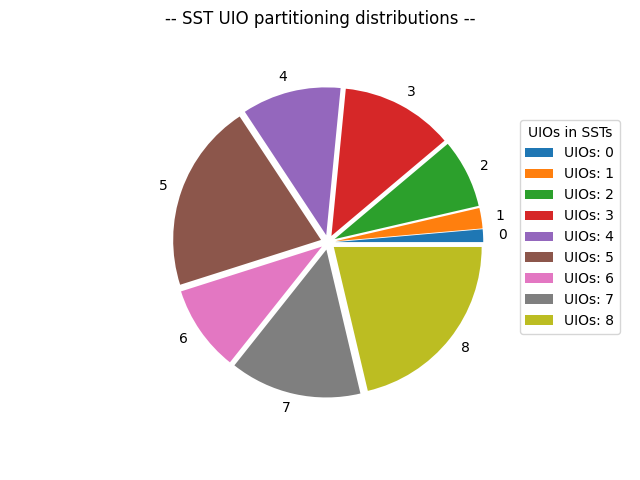 -- SST UIO partitioning distributions --
4
3
2
1
0
5
6
7
8
UIOs in SSTs
UIOs: 0
UIOs: 1
UIOs: 2
UIOs: 3
UIOs: 4
UIOs: 5
UIOs: 6
UIOs: 7
UIOs: 8